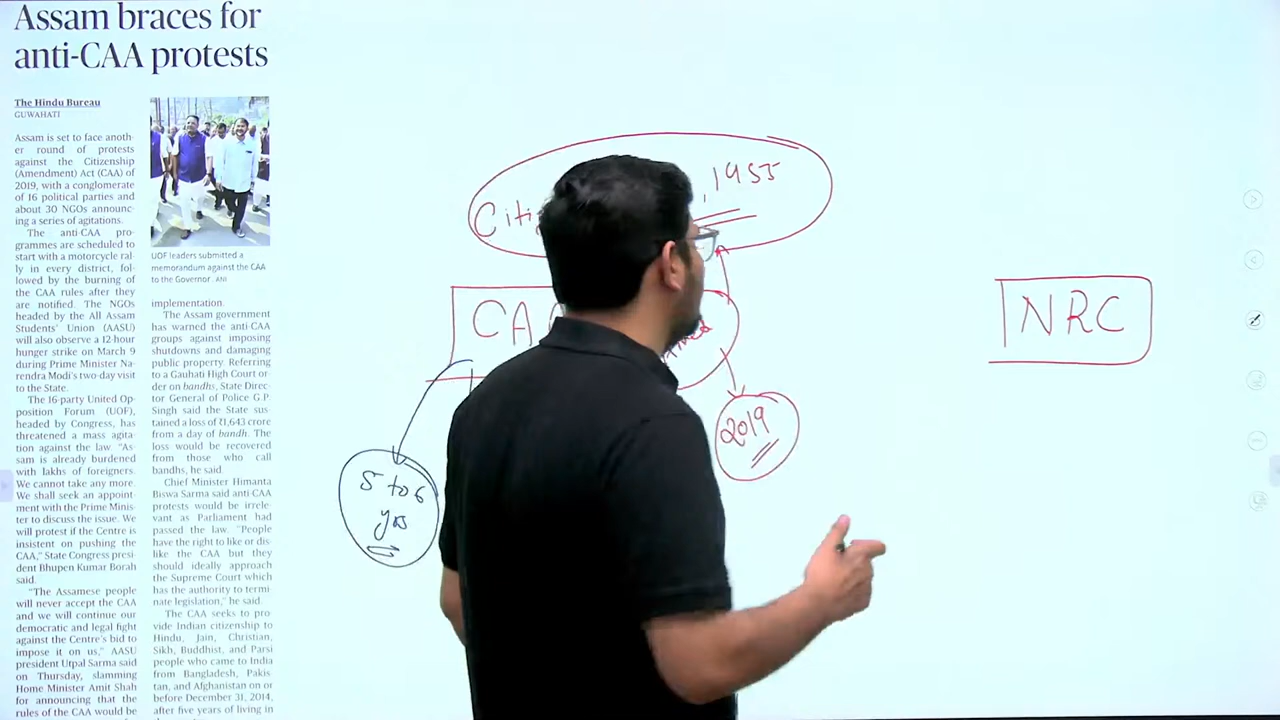 Assam braces for
anti-CAA protests
The Hindu Bureau
GUWAHATI
Assam is set to face anoth-
er round of protests
against the Citizenship
(Amendment) Act (CAA) of
2019, with a conglomerate
of 16 political parties and
about 30 NGOs announc-
ing a series of agitations.
The anti-CAA pro-
grammes are scheduled to
start with a motorcycle ral-
ly in every district, fol-
lowed by the burning of
the CAA rules after they
are notified. The NGOs
headed by the All Assam
Students' Union (AASU)
will also observe a 12-hour
hunger strike on March 9
during Prime Minister Na-
rendra Modi's two-day visit
to the State.
The 16-party United Op-
position Forum (UOF),
headed by Congress, has
threatened a mass agita-
tion against the law. "As-
sam is already burdened
with lakhs of foreigners.
We cannot take any more.
We shall seek an appoint-
ment with the Prime Minis-
ter to discuss the issue. We
will protest if the Centre is
insistent on pushing the
CAA," State Congress presi-
dent Bhupen Kumar Borah
said.
"The Assamese people
will never accept the CAA
and we will continue our
democratic and legal fight
against the Centre's bid to
impose it on us," AASU
president Utpal Sarma said
on Thursday, slamming
Home Minister Amit Shah
for announcing that the
rules of the CAA would be
UOF leaders submitted a
memorandum against the CAA
to the Governor. ANI
implementation.
The Assam government
has warned the anti-CAA
groups against imposing
shutdowns and damaging
public property. Referring
to a Gauhati High Court or-
der on bandhs, State Direc-
tor General of Police G.P.
Singh said the State sus-
tained a loss of ₹1,643 crore
from a day of bandh. The
loss would be recovered
from those who call
bandhs, he said.
Chief Minister Himanta
Biswa Sarma said anti-CAA
protests would be irrele-
vant as Parliament had
passed the law. "People
have the right to like or dis-
like the CAA but they
should ideally approach
the Supreme Court which
has the authority to termi-
nate legislation," he said.
The CAA seeks to pro-
vide Indian citizenship to
Hindu, Jain, Christian,
Sikh, Buddhist, and Parsi
people who came to India
from Bangladesh, Pakis-
tan, and Afghanistan on or
before December 31, 2014,
after five years of living in
, 1955
CAA
2019
5 to 6
yrs
NRC